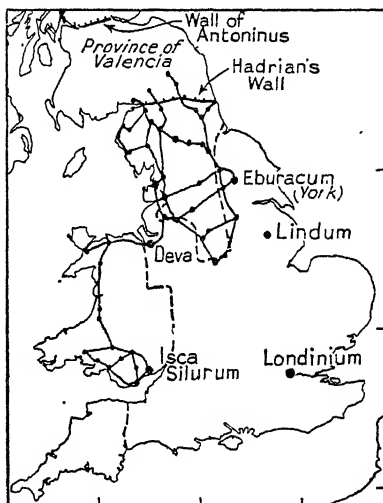 Wall of
Antoninus
Province of
Valencia
Hadrian's
Wall
Eburacum
(York)
Lindum
Deva
Isca
Silurum
Londinium